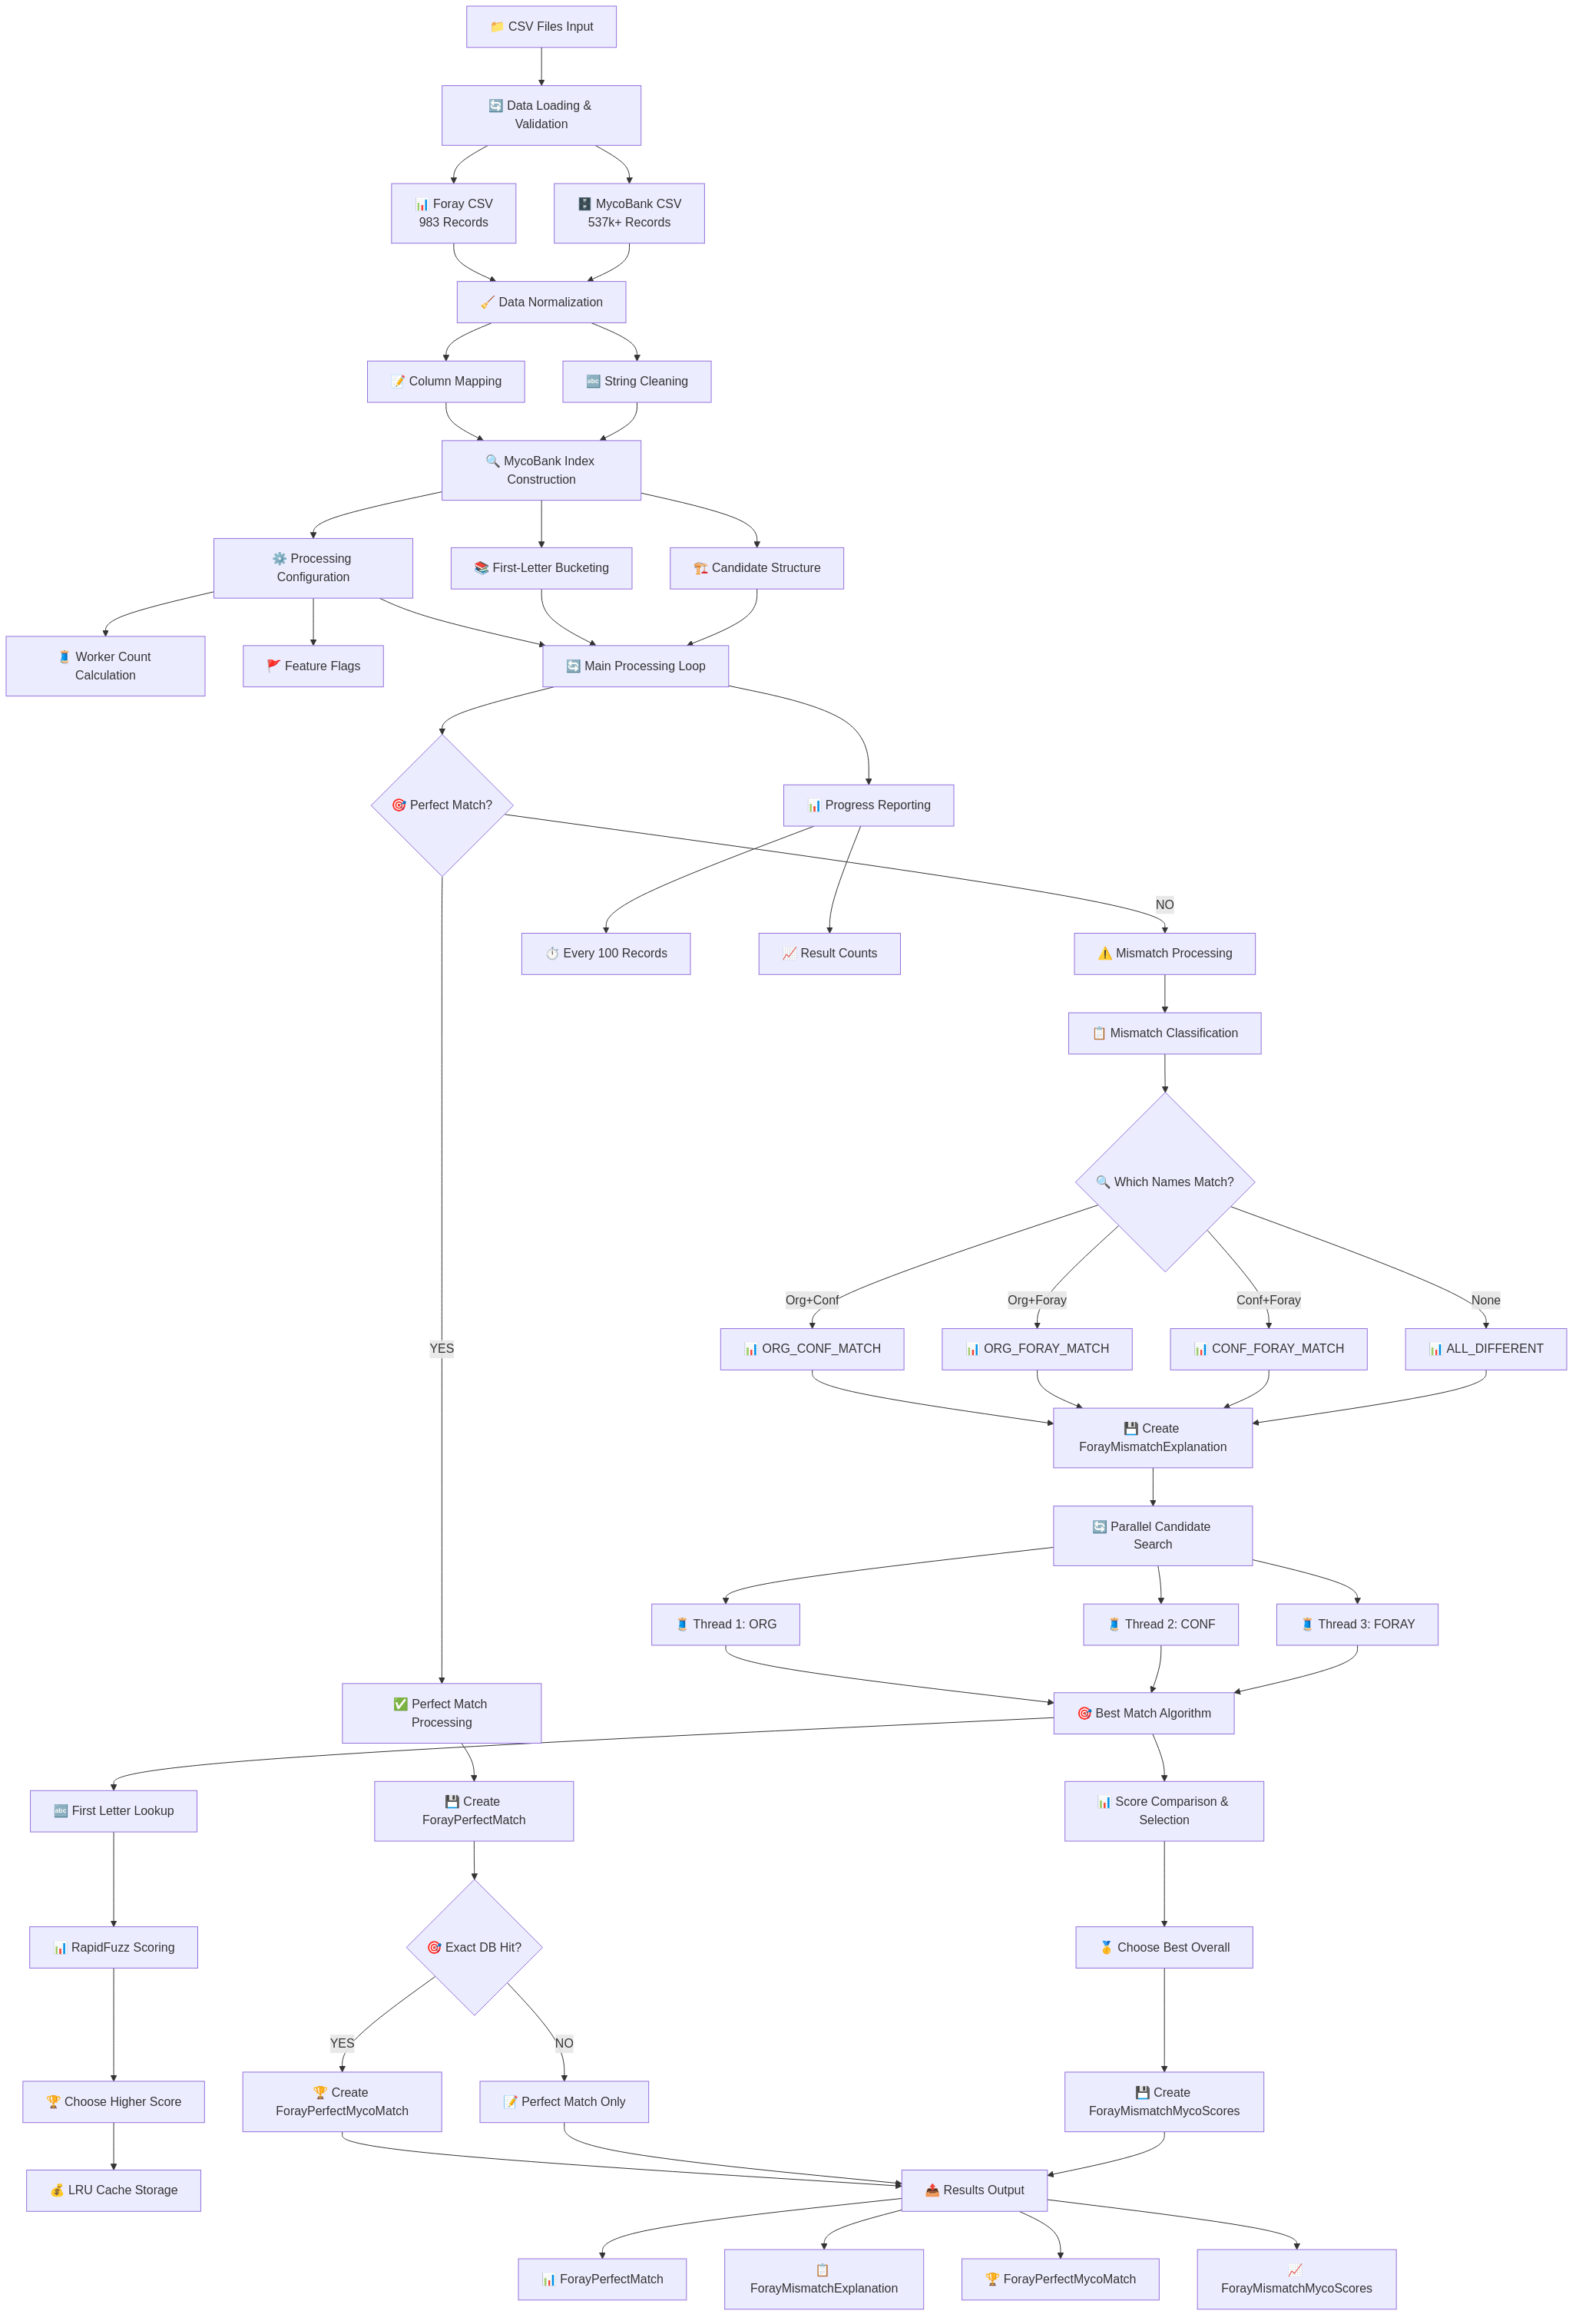 📁 CSV Files Input
🔄 Data Loading &
Validation
📊 Foray CSV
983 Records
🗄️ MycoBank CSV
537k+ Records
🧹 Data Normalization
📝 Column Mapping
🔤 String Cleaning
🔍 MycoBank Index
Construction
⚙️ Processing
Configuration
📚 First-Letter Bucketing
🏗️ Candidate Structure
🧵 Worker Count
Calculation
🚩 Feature Flags
🔄 Main Processing Loop
🎯 Perfect Match?
📊 Progress Reporting
NO
⏱️ Every 100 Records
📈 Result Counts
⚠️ Mismatch Processing
📋 Mismatch Classification
🔍 Which Names Match?
Org+Conf
Org+Foray
Conf+Foray
None
YES
📊 ORG_CONF_MATCH
📊 ORG_FORAY_MATCH
📊 CONF_FORAY_MATCH
📊 ALL_DIFFERENT
💾 Create
ForayMismatchExplanation
🔄 Parallel Candidate
Search
🧵 Thread 1: ORG
🧵 Thread 2: CONF
🧵 Thread 3: FORAY
✅ Perfect Match
Processing
🎯 Best Match Algorithm
🔤 First Letter Lookup
💾 Create
ForayPerfectMatch
📊 Score Comparison &
Selection
📊 RapidFuzz Scoring
🎯 Exact DB Hit?
🥇 Choose Best Overall
YES
NO
🏆 Choose Higher Score
🏆 Create
ForayPerfectMycoMatch
📝 Perfect Match Only
💾 Create
ForayMismatchMycoScores
💰 LRU Cache Storage
📤 Results Output
📊 ForayPerfectMatch
📋
ForayMismatchExplanation
🏆 ForayPerfectMycoMatch
📈
ForayMismatchMycoScores